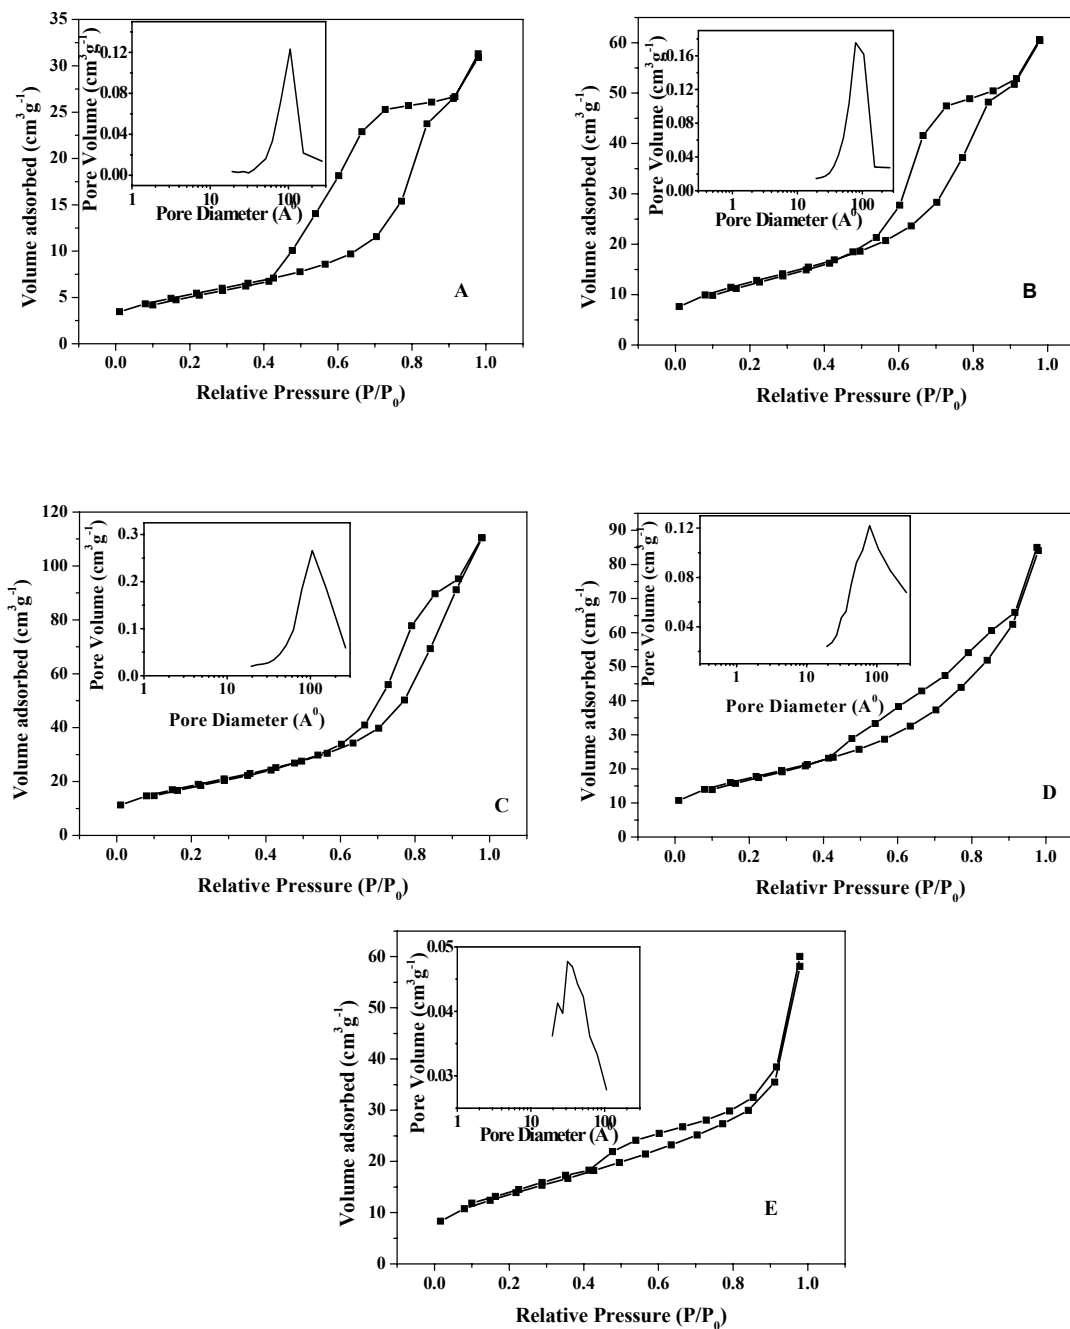 Volume adsorbed (cm³g⁻¹)
35
30
25
20
15
10
5
0
Pore Volume (cm³g⁻¹)
0.12
0.08
0.04
0.00
1 10 100
Pore Diameter (A⁰)
A
0.0 0.2 0.4 0.6 0.8 1.0
Relative Pressure (P/P₀)
Volume adsorbed (cm³g⁻¹)
60
50
40
30
20
10
0
Pore Volume (cm³g⁻¹)
0.16
0.12
0.08
0.04
0.00
1 10 100
Pore Diameter (A⁰)
B
0.0 0.2 0.4 0.6 0.8 1.0
Relative Pressure (P/P₀)
Volume adsorbed (cm³g⁻¹)
120
100
80
60
40
20
0
Pore Volume (cm³g⁻¹)
0.3
0.2
0.1
0.0
1 10 100
Pore Diameter (A⁰)
C
0.0 0.2 0.4 0.6 0.8 1.0
Relative Pressure (P/P₀)
Volume adsorbed (cm³g⁻¹)
90
80
70
60
50
40
30
20
10
0
Pore Volume (cm³g⁻¹)
0.12
0.08
0.04
1 10 100
Pore Diameter (A⁰)
D
0.0 0.2 0.4 0.6 0.8 1.0
Relativr Pressure (P/P₀)
Volume adsorbed (cm³g⁻¹)
60
50
40
30
20
10
0
Pore Volume (cm³g⁻¹)
0.05
0.04
0.03
1 10 100
Pore Diameter (A⁰)
E
0.0 0.2 0.4 0.6 0.8 1.0
Relative Pressure (P/P₀)